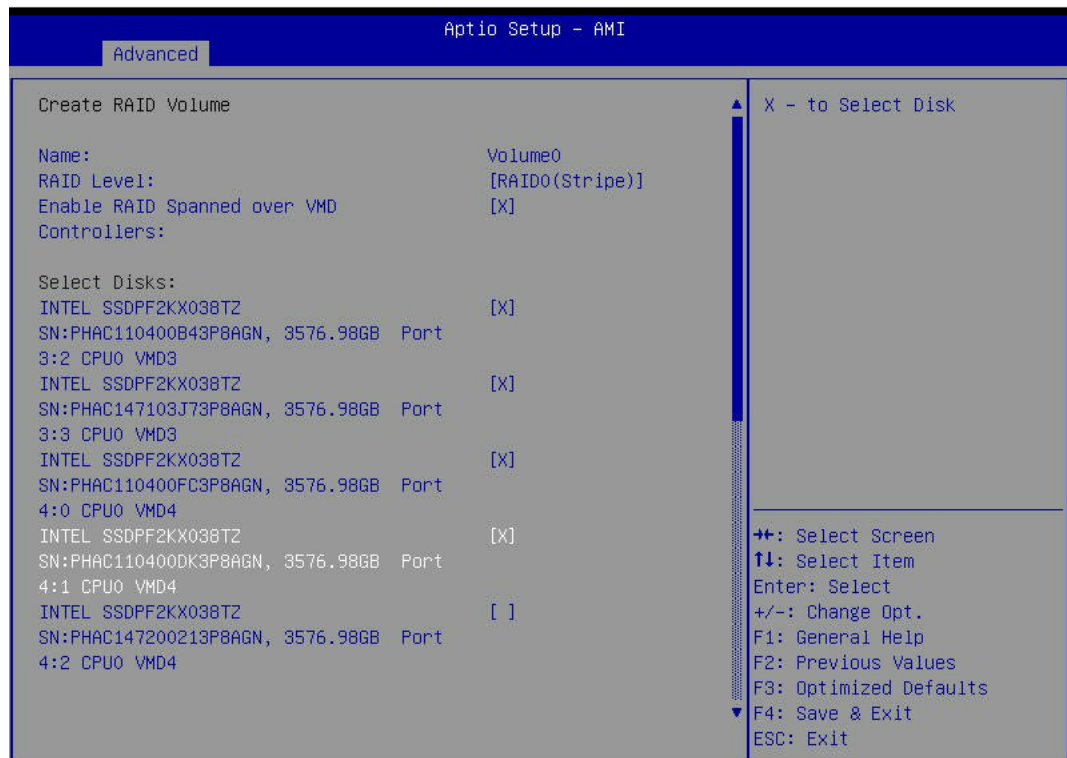 Aptio Setup - AMI
Advanced
Create RAID Volume
Name: Volume0
RAID Level: [RAID0(Stripe)]
Enable RAID Spanned over VMD [X]
Controllers:
Select Disks:
INTEL SSDPF2KX038TZ [X]
SN:PHAC110400B43P8AGN, 3576.98GB Port
3:2 CPU0 VMD3
INTEL SSDPF2KX038TZ [X]
SN:PHAC147103J73P8AGN, 3576.98GB Port
3:3 CPU0 VMD3
INTEL SSDPF2KX038TZ [X]
SN:PHAC110400FC3P8AGN, 3576.98GB Port
4:0 CPU0 VMD4
INTEL SSDPF2KX038TZ [X]
SN:PHAC110400DK3P8AGN, 3576.98GB Port
4:1 CPU0 VMD4
INTEL SSDPF2KX038TZ [ ]
SN:PHAC147200213P8AGN, 3576.98GB Port
4:2 CPU0 VMD4
X - to Select Disk
→←: Select Screen
↑↓: Select Item
Enter: Select
+/-: Change Opt.
F1: General Help
F2: Previous Values
F3: Optimized Defaults
F4: Save & Exit
ESC: Exit